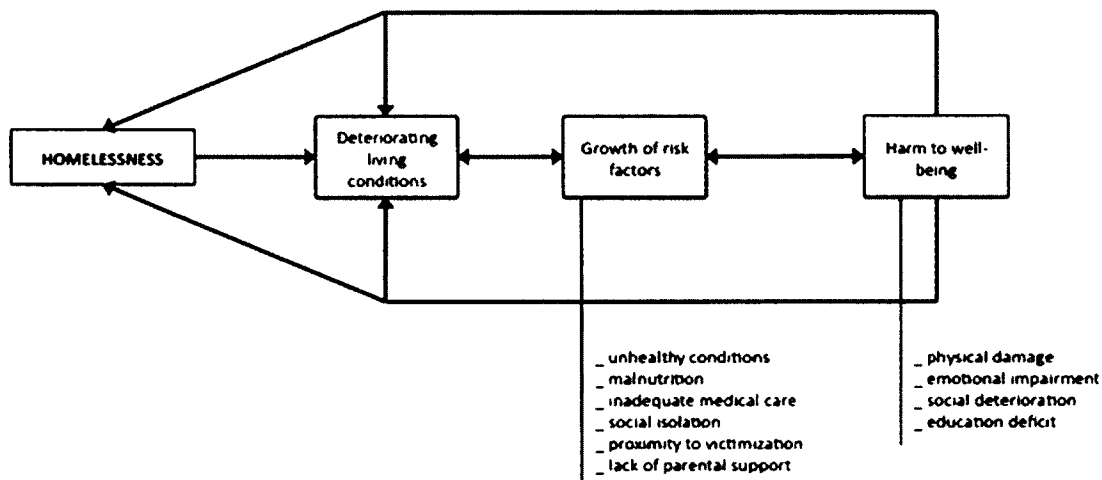 HOMELESSNESS
Deteriorating
living
conditions
Growth of risk
factors
Harm to well-
being
_ unhealthy conditions
_ malnutrition
_ inadequate medical care
_ social isolation
_ proximity to victimization
_ lack of parental support
_ physical damage
_ emotional impairment
_ social deterioration
_ education deficit